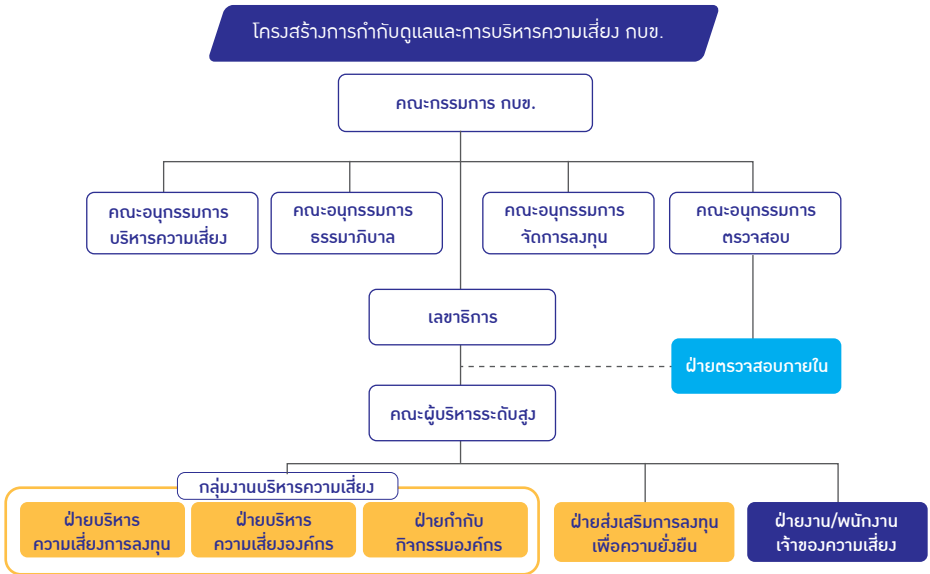 โครงสร้างการกำกับดูแลและการบริหารความเสี่ยง กบข.
คณะกรรมการ กบข.
คณะอนุกรรมการ
บริหารความเสี่ยง
คณะอนุกรรมการ
ธรรมาภิบาล
คณะอนุกรรมการ
จัดการลงทุน
คณะอนุกรรมการ
ตรวจสอบ
เลขาธิการ
ฝ่ายตรวจสอบภายใน
คณะผู้บริหารระดับสูง
กลุ่มงานบริหารความเสี่ยง
ฝ่ายบริหาร
ความเสี่ยงการลงทุน
ฝ่ายบริหาร
ความเสี่ยงองค์กร
ฝ่ายกำกับ
กิจกรรมองค์กร
ฝ่ายส่งเสริมการลงทุน
เพื่อความยั่งยืน
ฝ่ายงาน/พนักงาน
เจ้าของความเสี่ยง